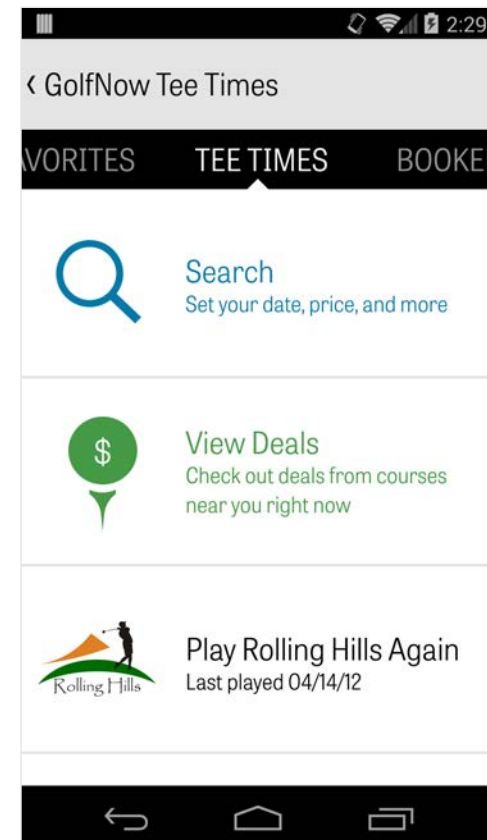 2:29
‹ GolfNow Tee Times
VORITES TEE TIMES BOOKE
Search
Set your date, price, and more
$
View Deals
Check out deals from courses
near you right now
Rolling Hills
Play Rolling Hills Again
Last played 04/14/12